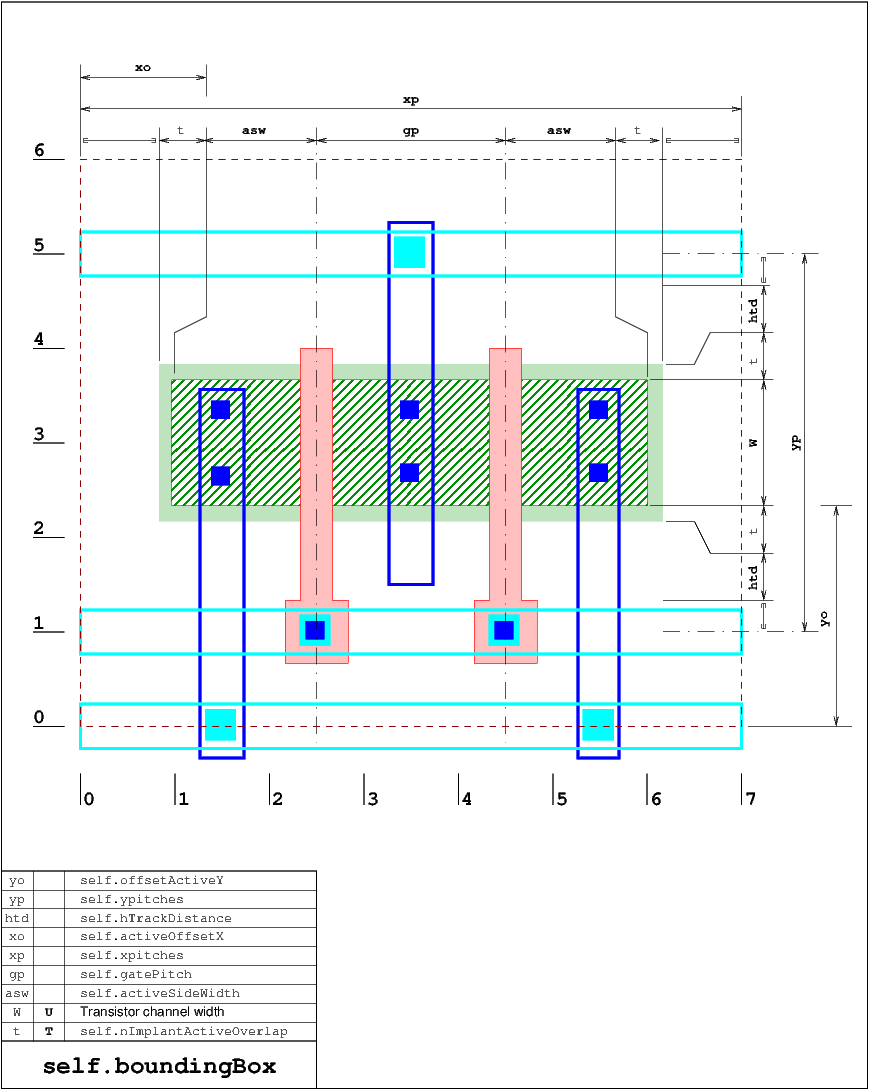 xo
xp
t asw gp asw t
6
5
htd
4
t
3
W
yp
2
t
htd
1
yo
0
0 1 2 3 4 5 6 7
yo self.offsetActiveY
yp self.ypitches
htd self.hTrackDistance
xo self.activeOffsetX
xp self.xpitches
gp self.gatePitch
asw self.activeSideWidth
W U Transistor channel width
t T self.nImplantActiveOverlap
self.boundingBox